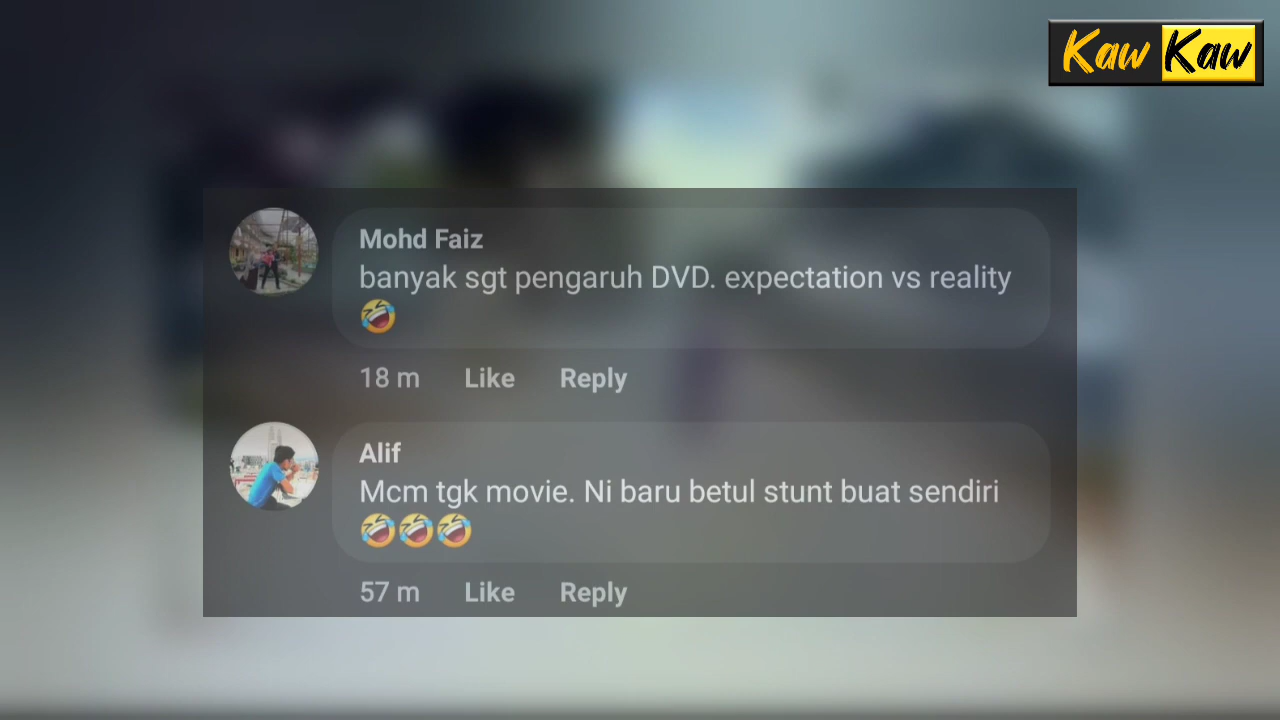 Kaw Kaw
Mohd Faiz
banyak sgt pengaruh DVD. expectation vs reality
🤣
18 m Like Reply
Alif
Mcm tgk movie. Ni baru betul stunt buat sendiri
🤣🤣🤣
57 m Like Reply